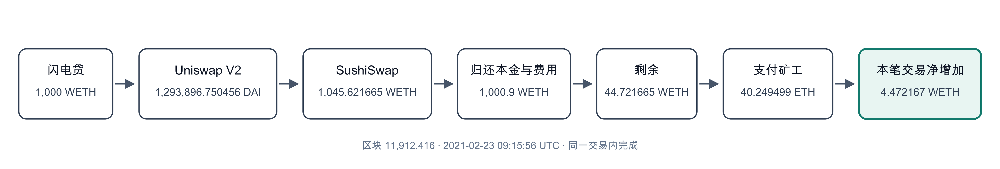 闪电贷
1,000 WETH
Uniswap V2
1,293,896.750456 DAI
SushiSwap
1,045.621665 WETH
归还本金与费用
1,000.9 WETH
剩余
44.721665 WETH
支付矿工
40.249499 ETH
本笔交易净增加
4.472167 WETH
区块 11,912,416 · 2021-02-23 09:15:56 UTC · 同一交易内完成